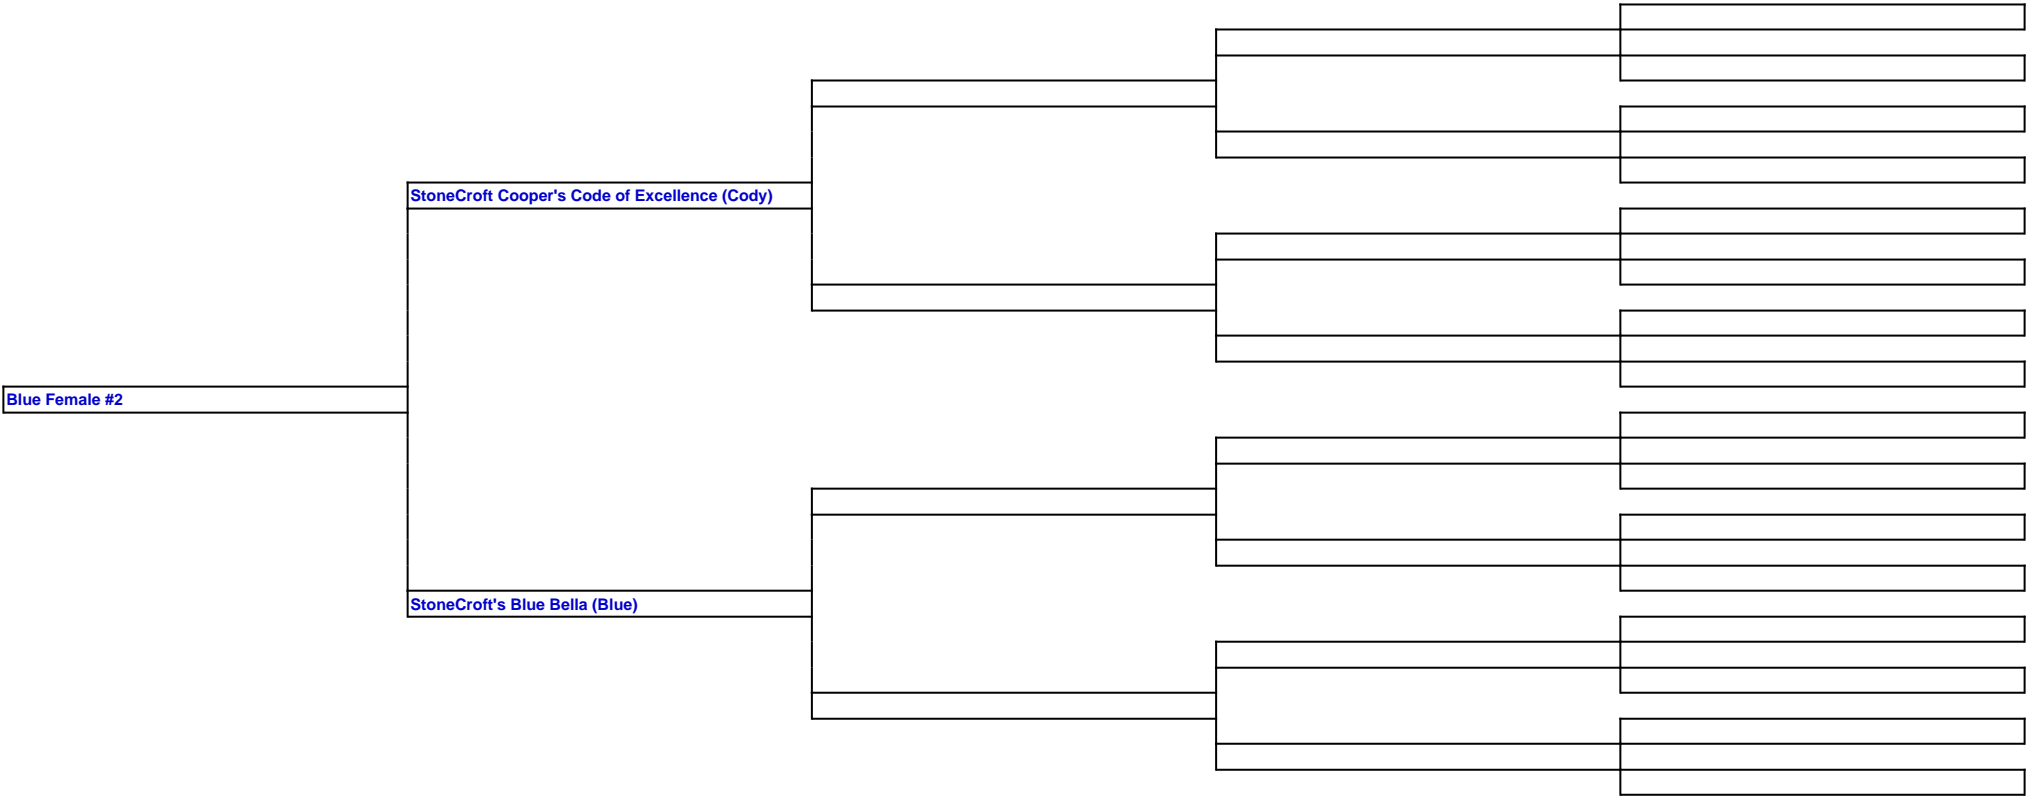 StoneCroft Cooper's Code of Excellence (Cody)
Blue Female #2
StoneCroft's Blue Bella (Blue)